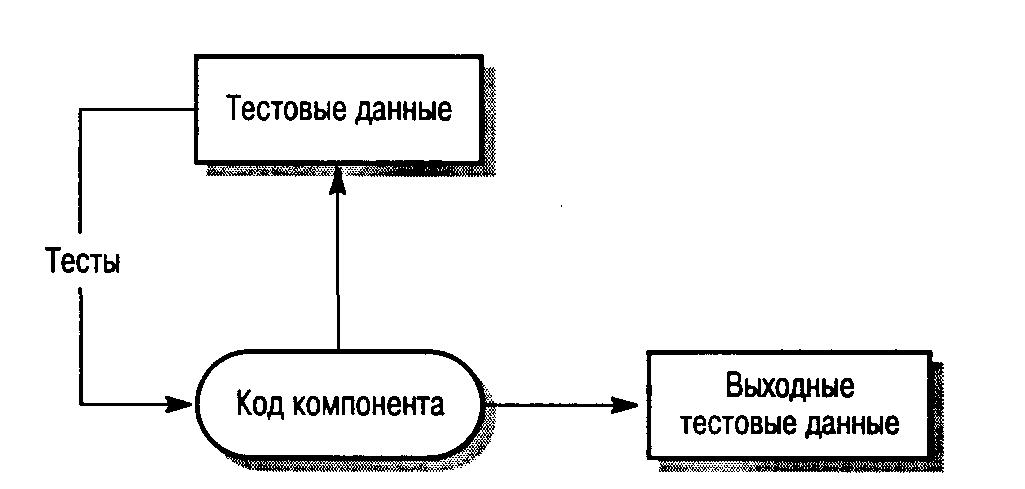 Тестовые данные
Тесты
Код компонента
Выходные
тестовые данные